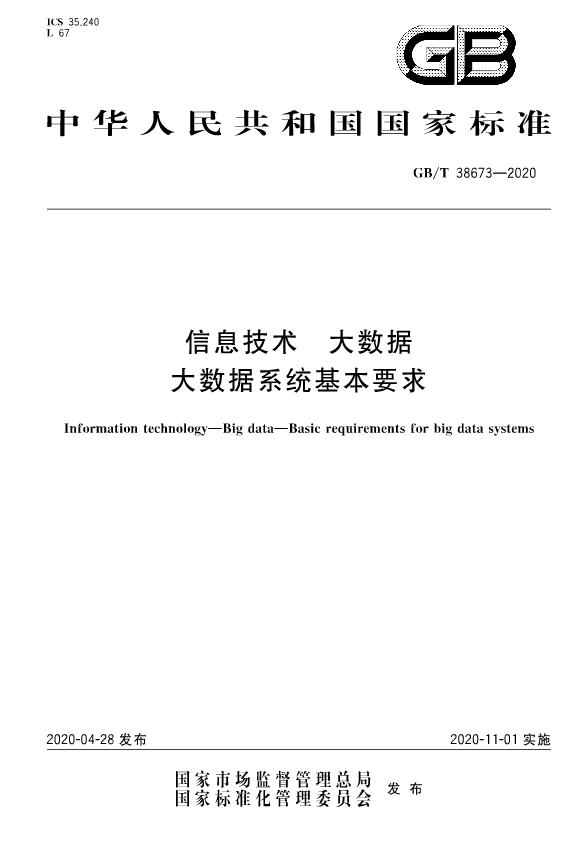 ICS 35.240
L 67
GB
中华人民共和国国家标准
GB/T 38673—2020
信息技术 大数据
大数据系统基本要求
Information technology—Big data—Basic requirements for big data systems
2020-04-28 发布
2020-11-01 实施
国家市场监督管理总局
国家标准化管理委员会
发布